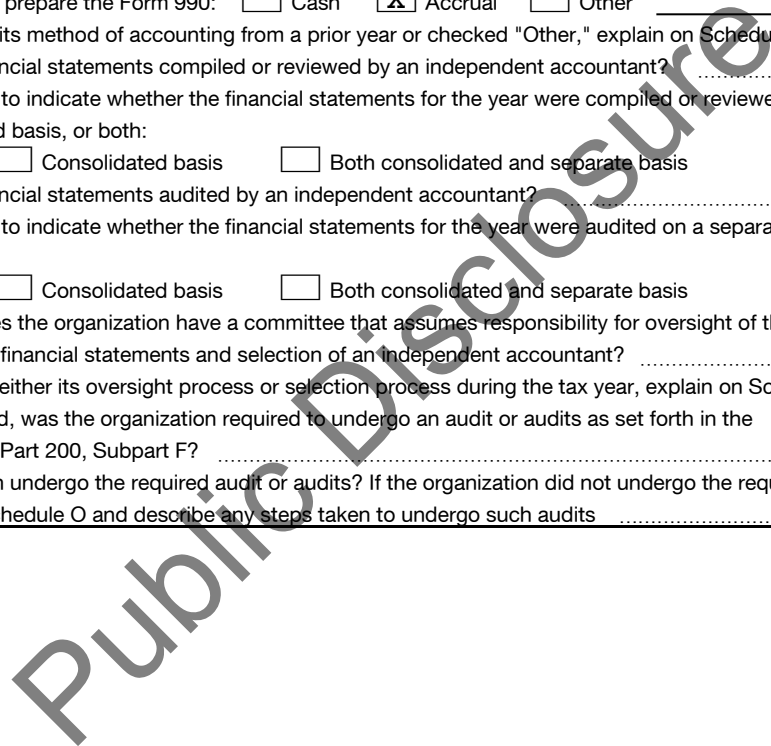 prepare the Form 990: Cash X Accrual Other
its method of accounting from a prior year or checked "Other," explain on Schedu
ncial statements compiled or reviewed by an independent accountant?
to indicate whether the financial statements for the year were compiled or reviewe
d basis, or both:
Consolidated basis Both consolidated and separate basis
ncial statements audited by an independent accountant?
to indicate whether the financial statements for the year were audited on a separa
Consolidated basis Both consolidated and separate basis
es the organization have a committee that assumes responsibility for oversight of t
financial statements and selection of an independent accountant?
either its oversight process or selection process during the tax year, explain on Sc
d, was the organization required to undergo an audit or audits as set forth in the
Part 200, Subpart F?
n undergo the required audit or audits? If the organization did not undergo the requ
hedule O and describe any steps taken to undergo such audits
Public Disclosure